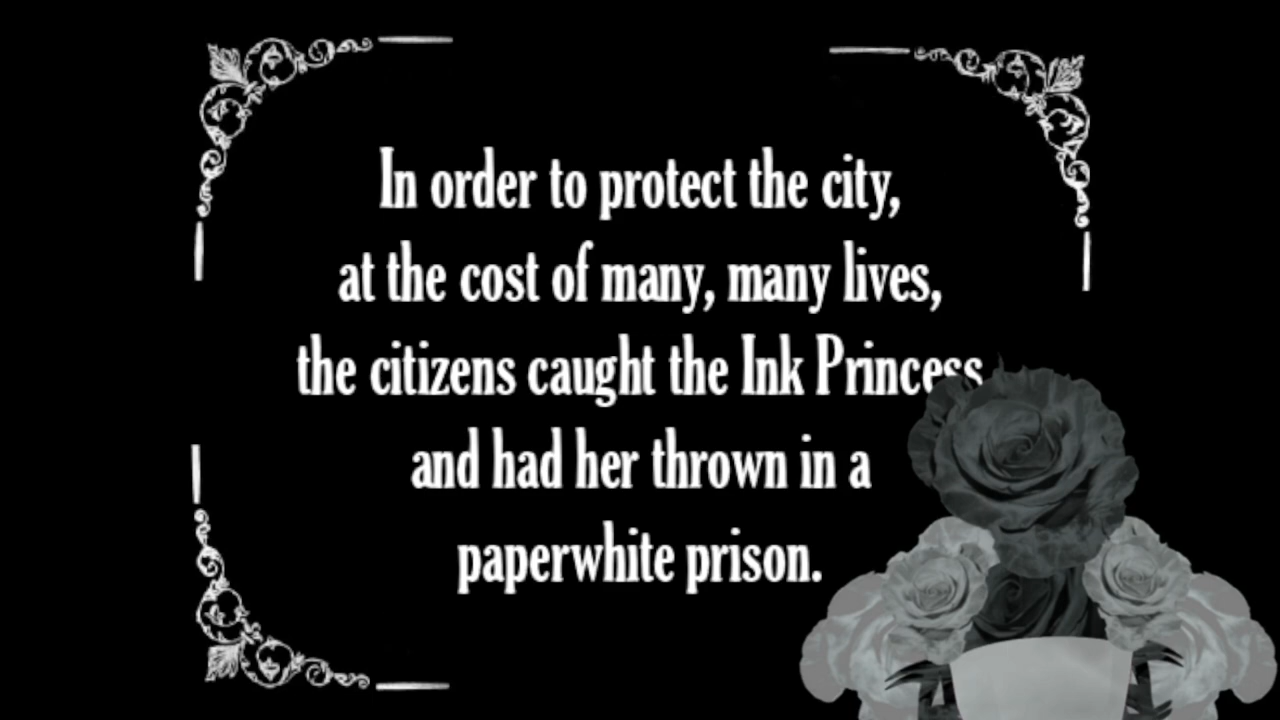 In order to protect the city,
at the cost of many, many lives,
the citizens caught the Ink Princess
and had her thrown in a
paperwhite prison.